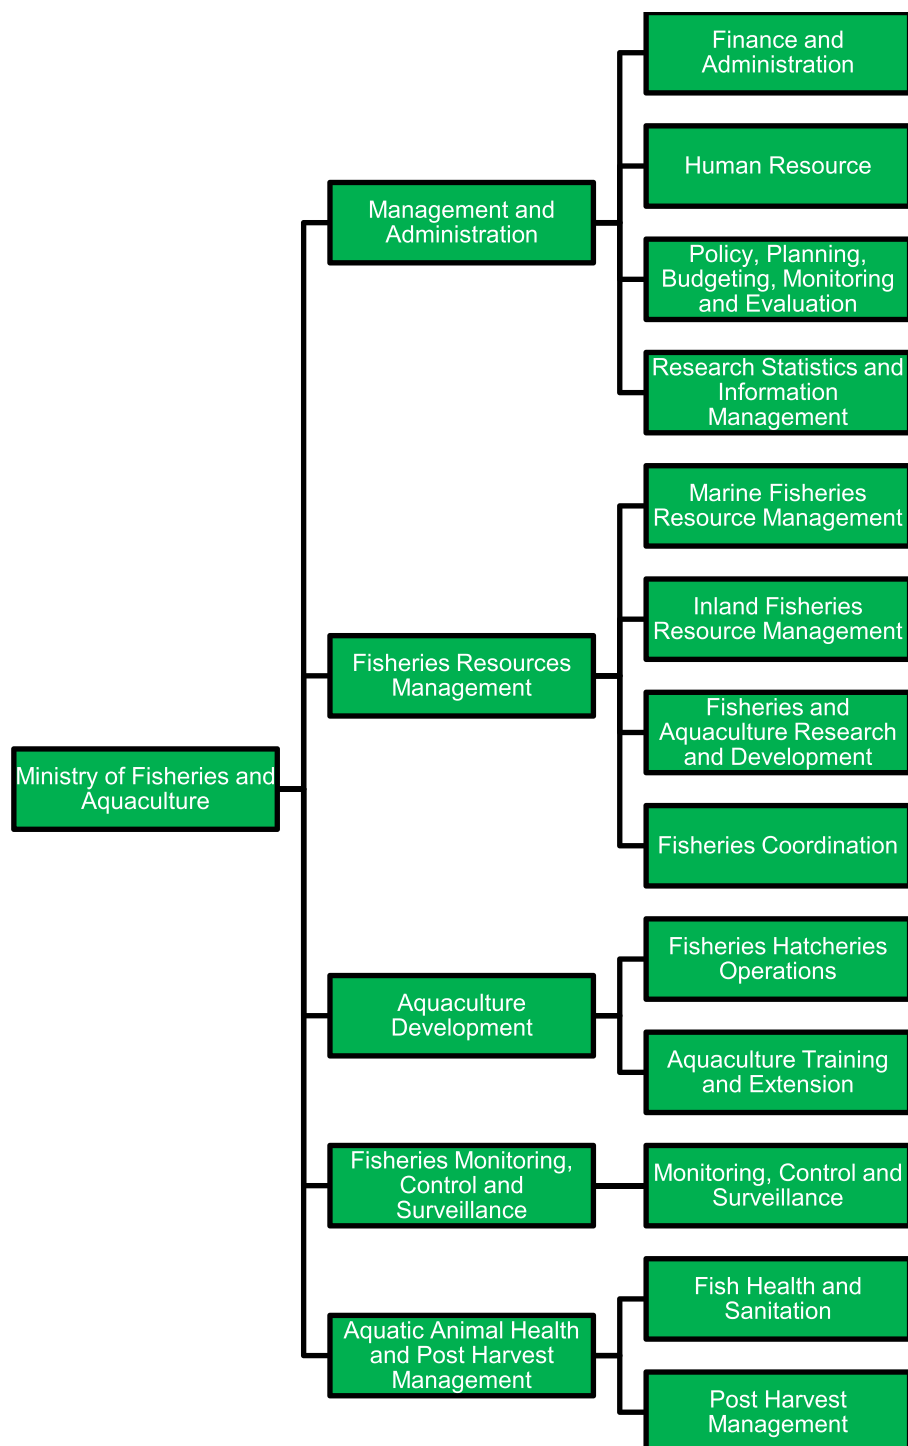 Finance and
Administration
Human Resource
Management and
Administration
Policy, Planning,
Budgeting, Monitoring
and Evaluation
Research Statistics and
Information
Management
Marine Fisheries
Resource Management
Inland Fisheries
Resource Management
Fisheries Resources
Management
Fisheries and
Aquaculture Research
and Development
Ministry of Fisheries and
Aquaculture
Fisheries Coordination
Fisheries Hatcheries
Operations
Aquaculture
Development
Aquaculture Training
and Extension
Fisheries Monitoring,
Control and
Surveillance
Monitoring, Control and
Surveillance
Fish Health and
Sanitation
Aquatic Animal Health
and Post Harvest
Management
Post Harvest
Management